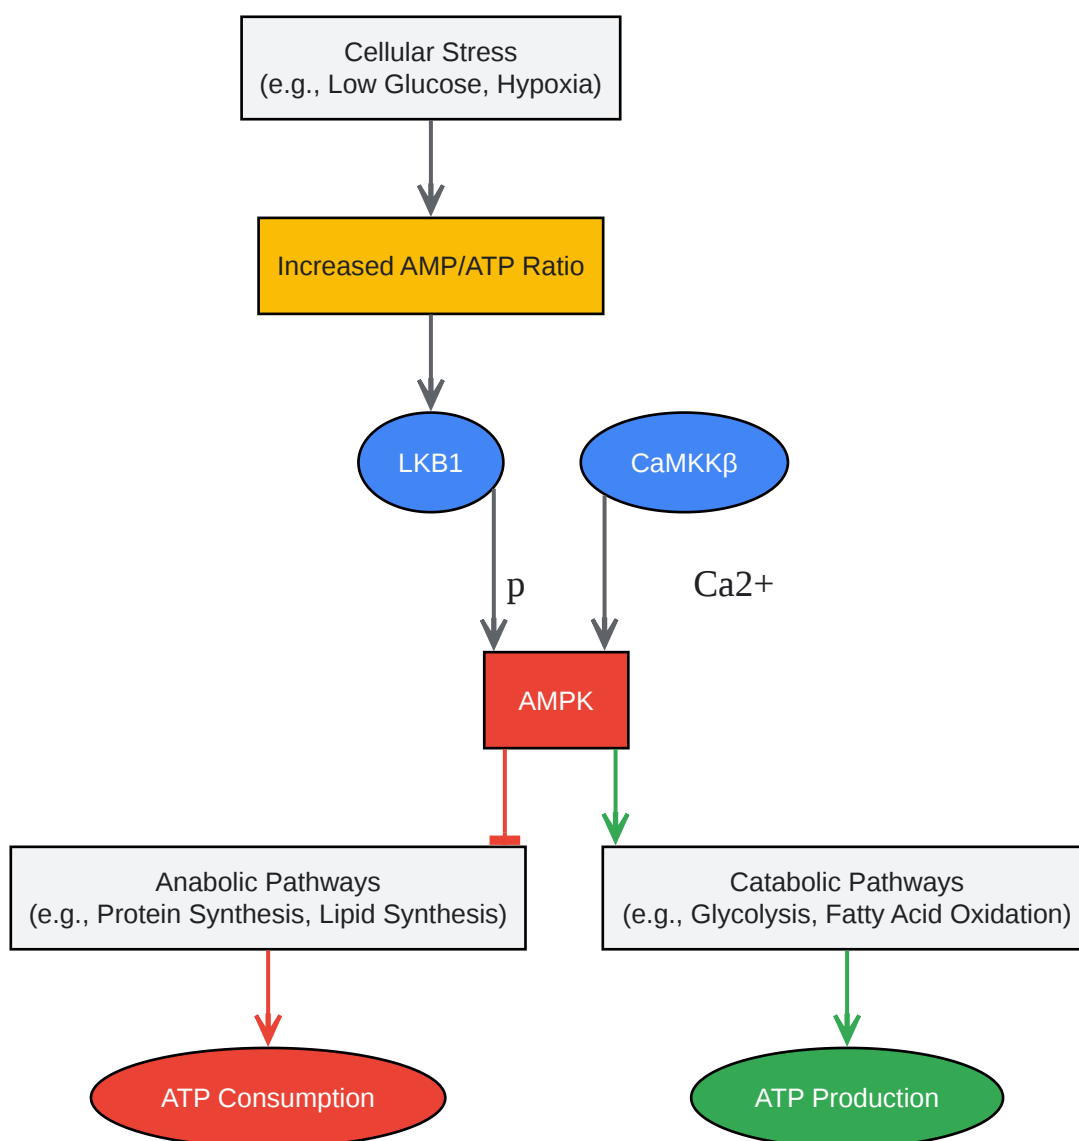 Cellular Stress
(e.g., Low Glucose, Hypoxia)
Increased AMP/ATP Ratio
LKB1
CaMKKβ
p
Ca2+
AMPK
Anabolic Pathways
(e.g., Protein Synthesis, Lipid Synthesis)
Catabolic Pathways
(e.g., Glycolysis, Fatty Acid Oxidation)
ATP Consumption
ATP Production